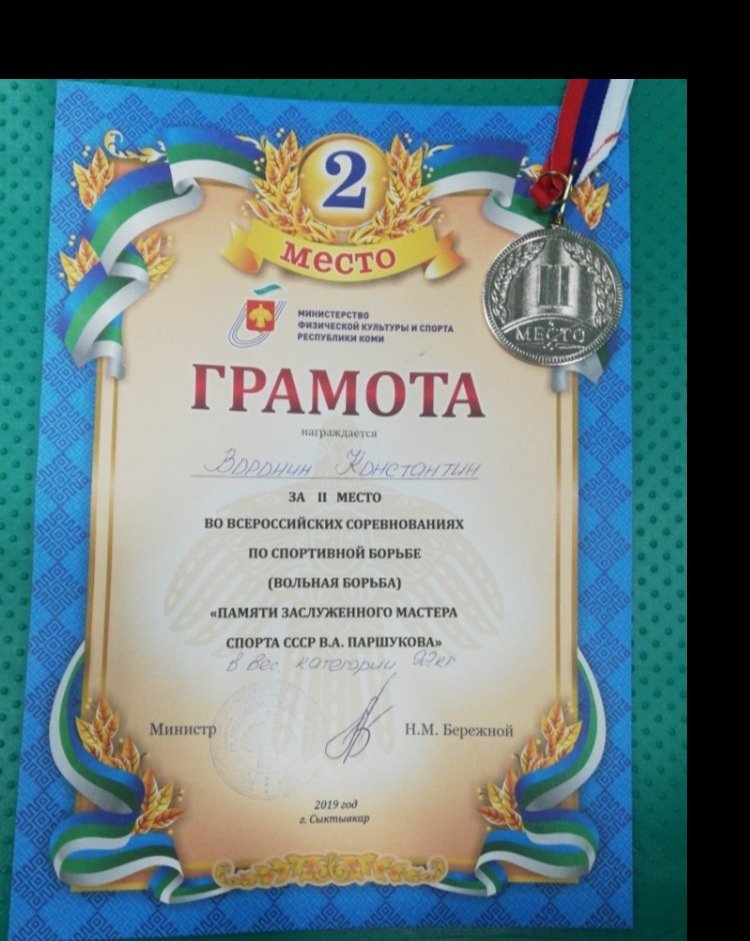 2
место
МИНИСТЕРСТВО
ФИЗИЧЕСКОЙ КУЛЬТУРЫ И СПОРТА
РЕСПУБЛИКИ КОМИ
ГРАМОТА
награждается
Воронин Константин
ЗА II МЕСТО
ВО ВСЕРОССИЙСКИХ СОРЕВНОВАНИЯХ
ПО СПОРТИВНОЙ БОРЬБЕ
(ВОЛЬНАЯ БОРЬБА)
«ПАМЯТИ ЗАСЛУЖЕННОГО МАСТЕРА
СПОРТА СССР В.А. ПАРШУКОВА»
в вес. категории 92кг.
Министр
Н.М. Бережной
2019 год
г. Сыктывкар
II
МЕСТО